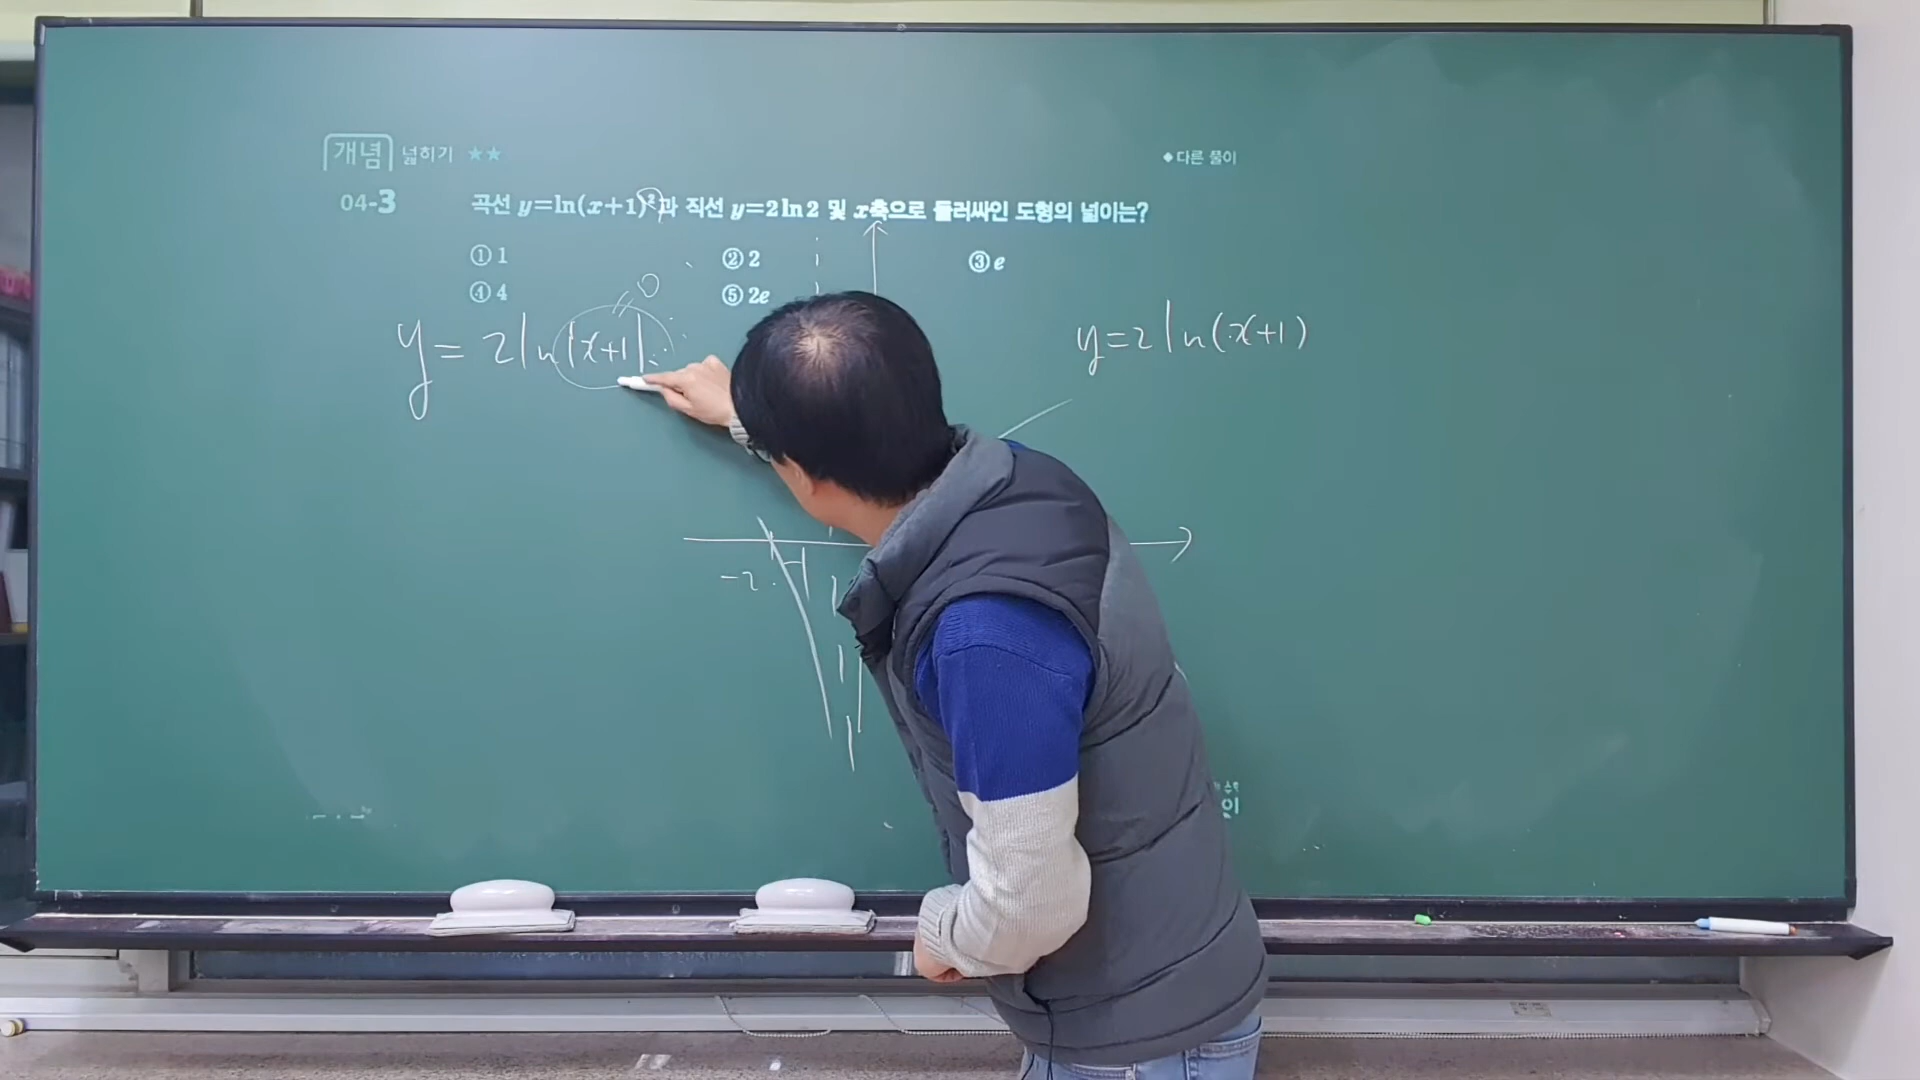 개념 넓히기 ★★
◆다른 풀이
04-3 곡선 y=ln(x+1)²과 직선 y=2ln2 및 x축으로 둘러싸인 도형의 넓이는?
① 1 ② 2 ③ e
④ 4 ⑤ 2e
0
y=2ln|x+1|
y=2ln(x+1)
-2 -1